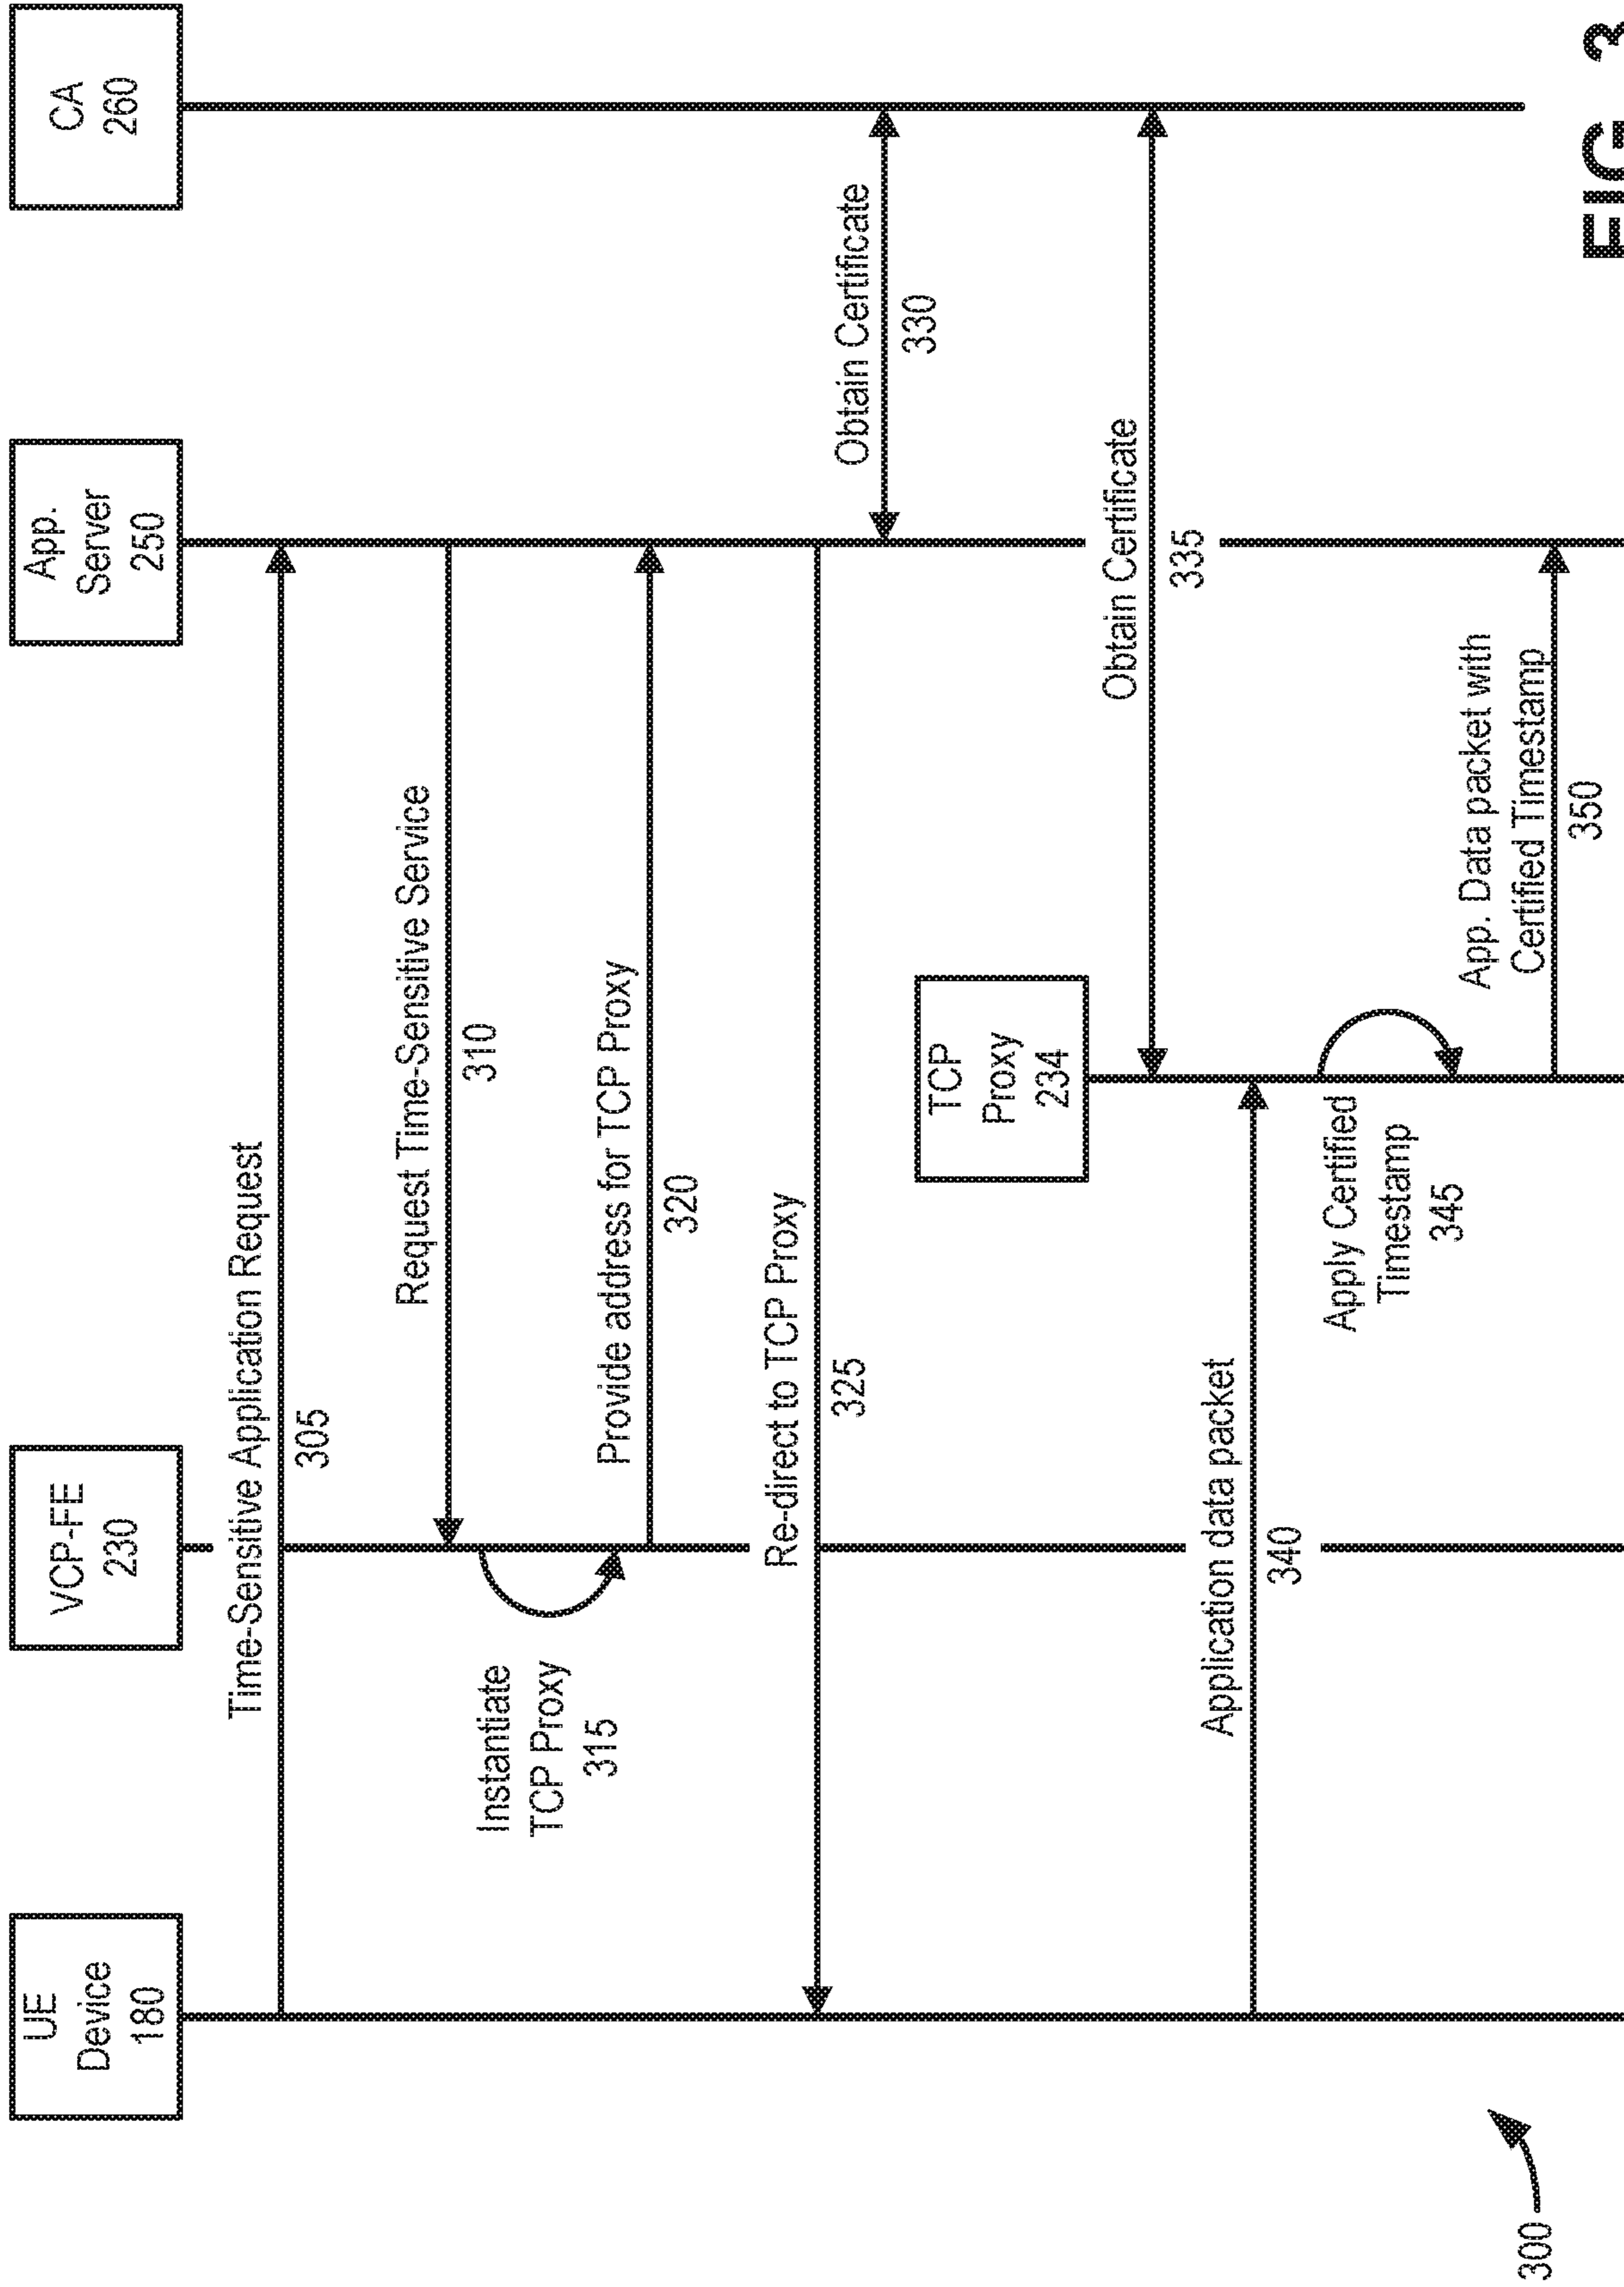 UE
Device
180
VCP-FE
230
App.
Server
250
CA
260
Time-Sensitive Application Request
305
Request Time-Sensitive Service
310
Instantiate
TCP Proxy
315
Provide address for TCP Proxy
320
Re-direct to TCP Proxy
325
Obtain Certificate
330
TCP
Proxy
234
Obtain Certificate
335
Application data packet
340
Apply Certified
Timestamp
345
App. Data packet with
Certified Timestamp
350
300
FIG. 3